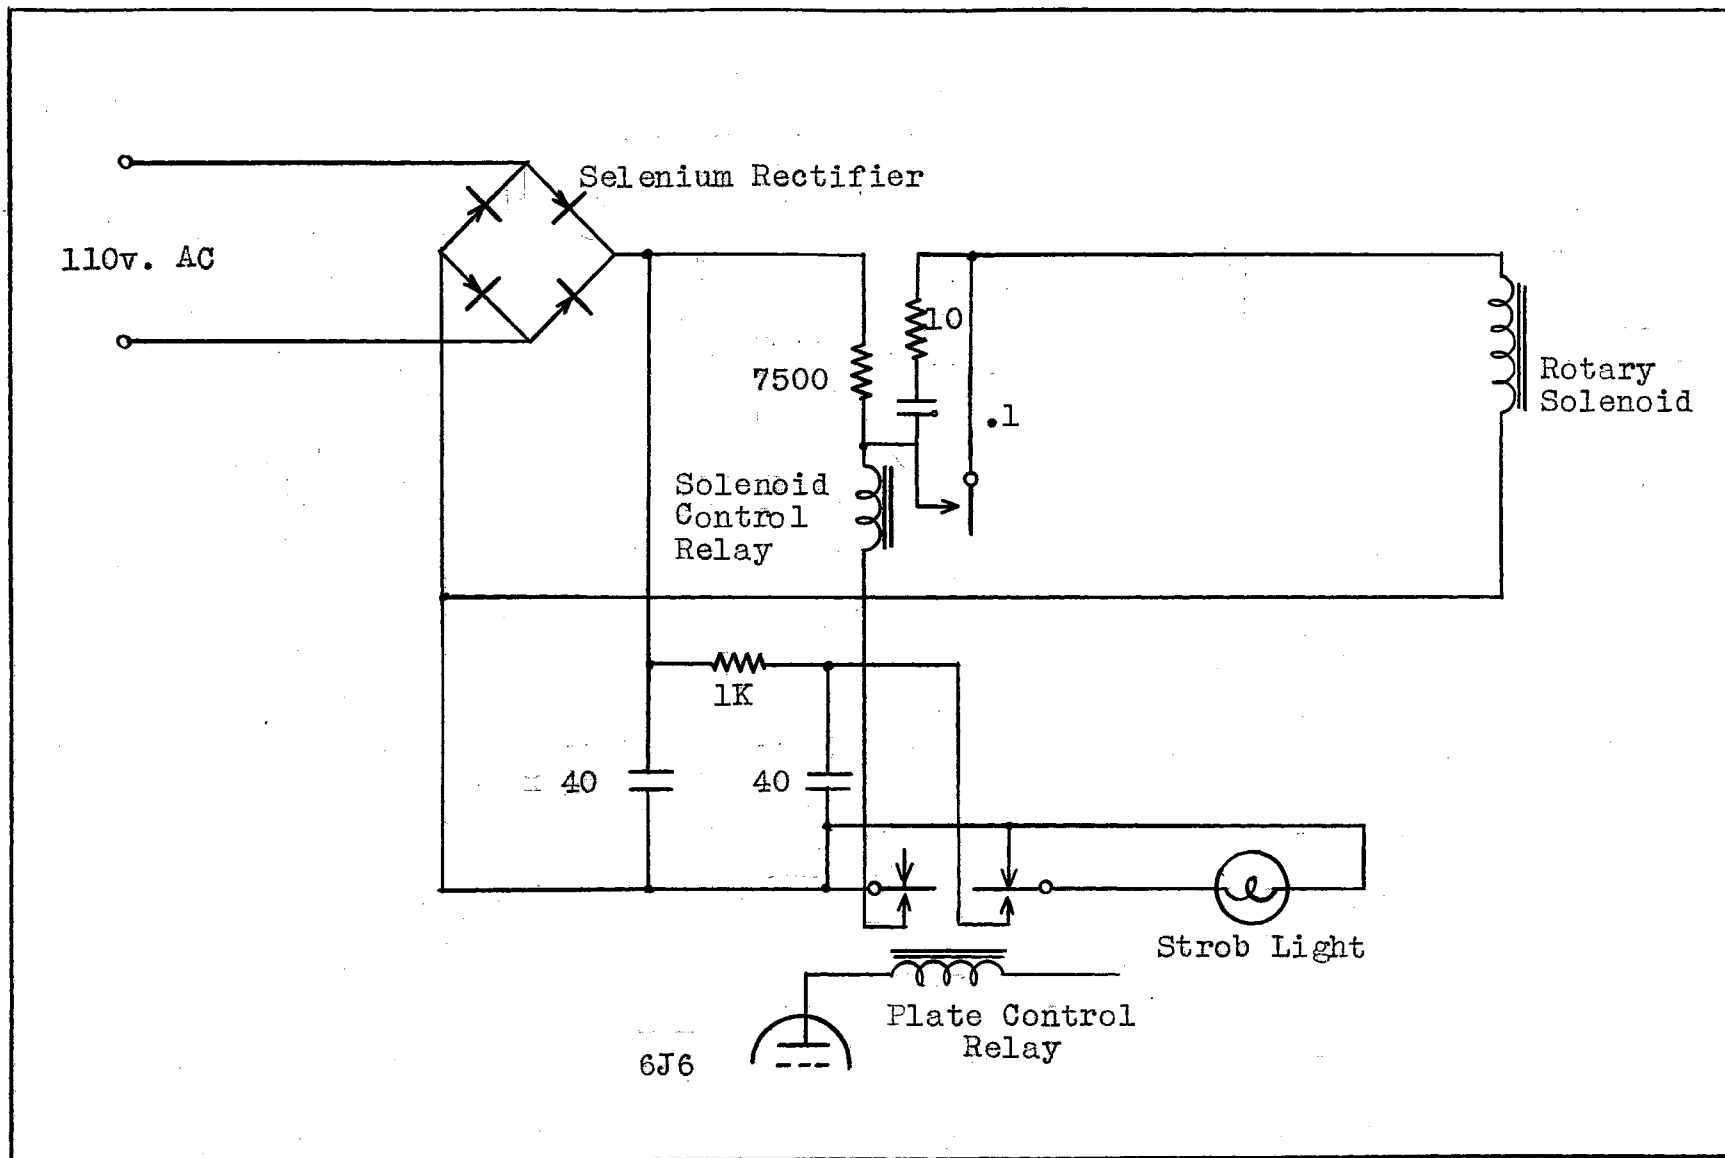 Selenium Rectifier
110v. AC
10
7500
.1
Rotary
Solenoid
Solenoid
Control
Relay
1K
40
40
Strob Light
Plate Control
Relay
6J6